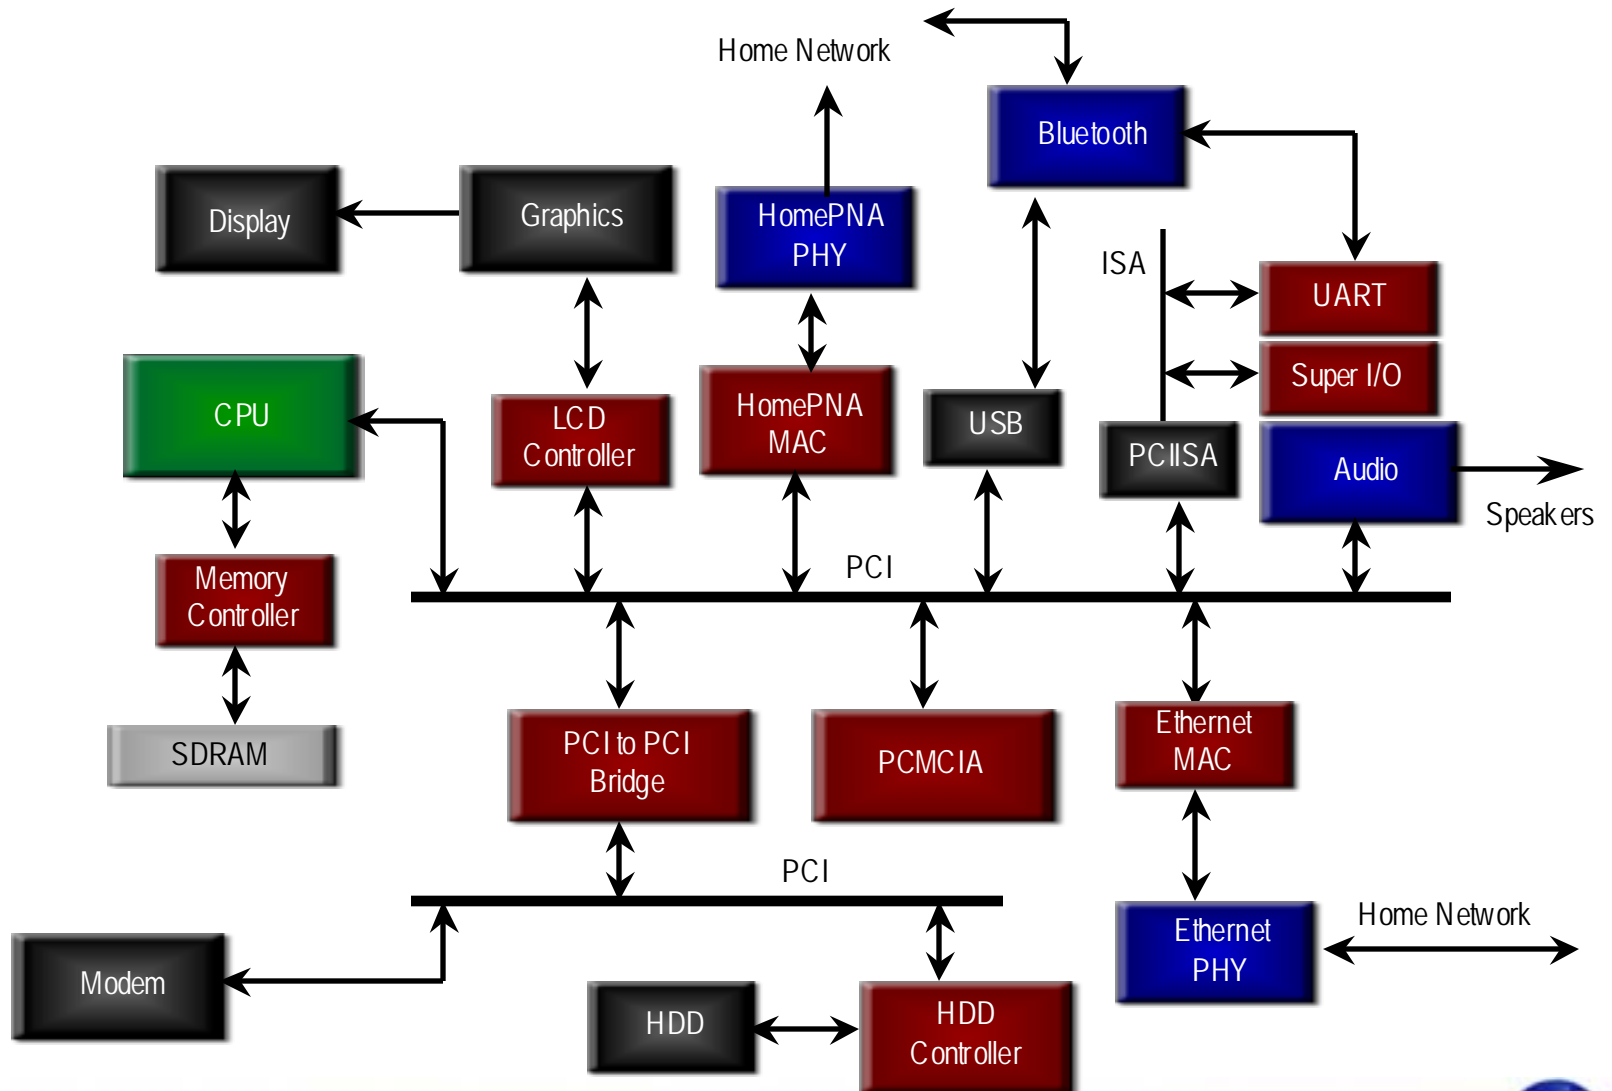 Home Network
Bluetooth
Display
Graphics
HomePNA
PHY
ISA
UART
Super I/O
CPU
LCD
Controller
HomePNA
MAC
USB
PCIISA
Audio
Speakers
PCI
Memory
Controller
SDRAM
PCI to PCI
Bridge
PCMCIA
Ethernet
MAC
PCI
Modem
HDD
HDD
Controller
Ethernet
PHY
Home Network